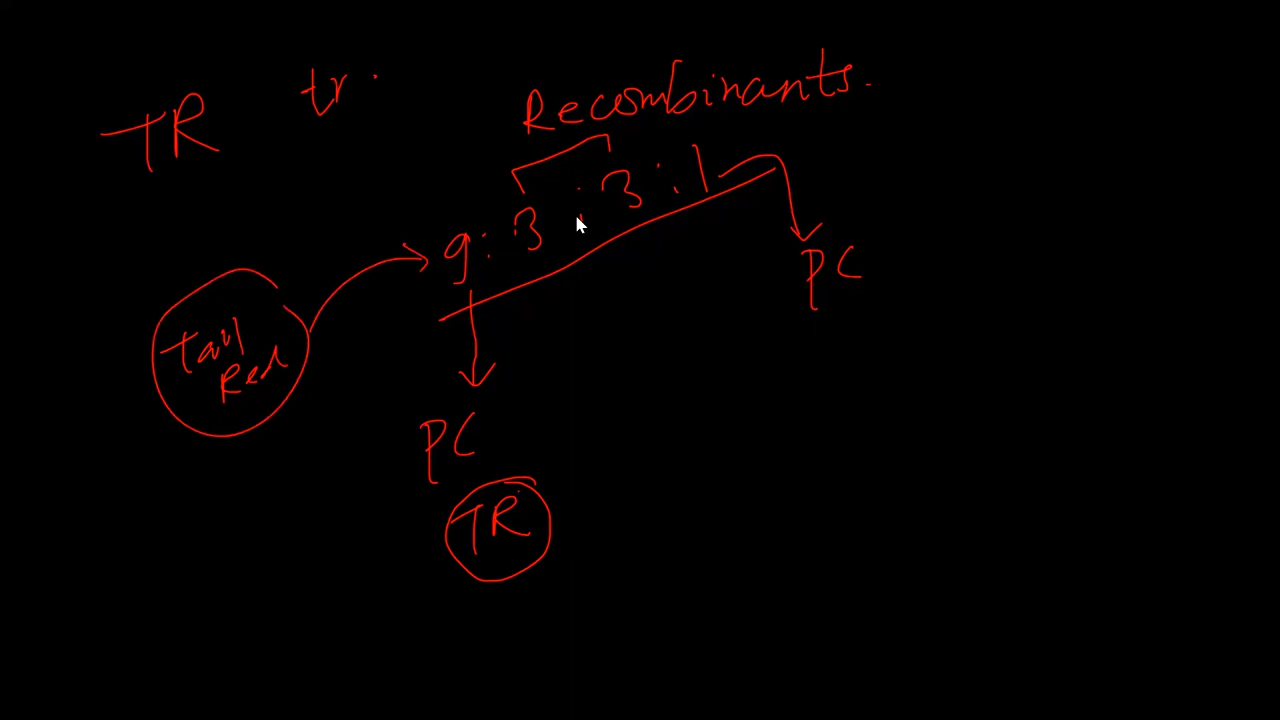 TR
tr.
Recombinants.
9:3:3:1
PC
Tall
Red
PC
TR